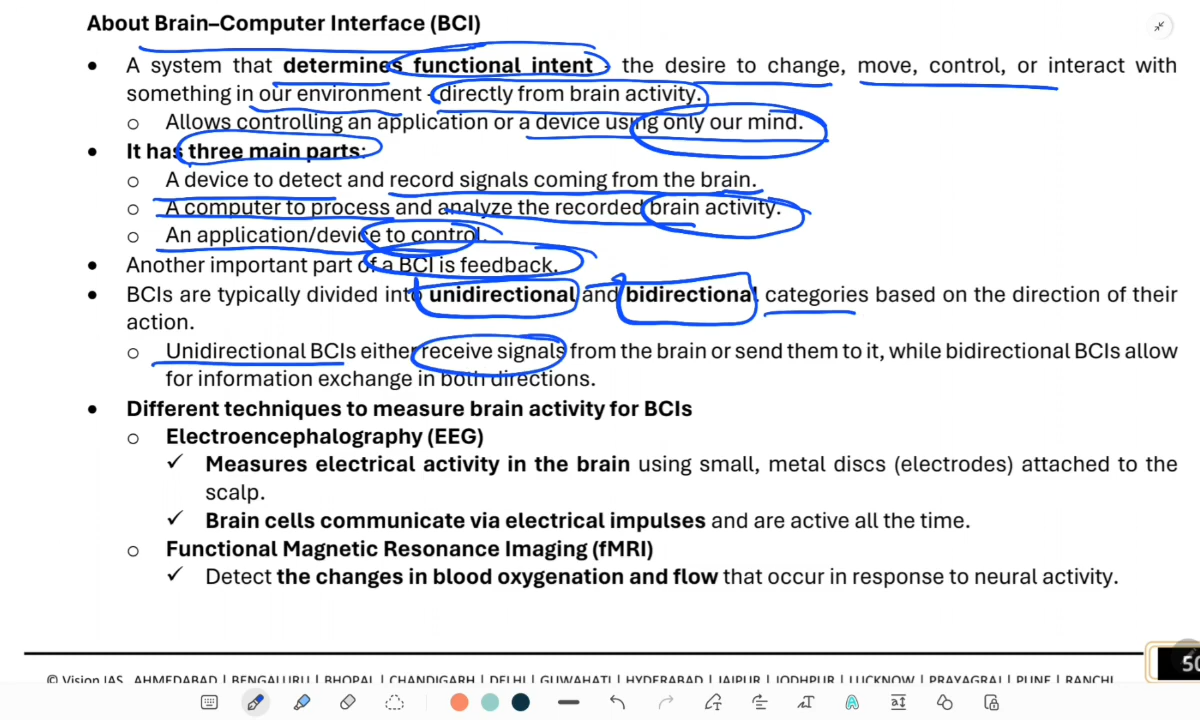 About Brain–Computer Interface (BCI)
• A system that determines functional intent - the desire to change, move, control, or interact with
something in our environment - directly from brain activity.
o Allows controlling an application or a device using only our mind.
• It has three main parts:
o A device to detect and record signals coming from the brain.
o A computer to process and analyze the recorded brain activity.
o An application/device to control.
• Another important part of a BCI is feedback.
• BCIs are typically divided into unidirectional and bidirectional categories based on the direction of their
action.
o Unidirectional BCIs either receive signals from the brain or send them to it, while bidirectional BCIs allow
for information exchange in both directions.
• Different techniques to measure brain activity for BCIs
o Electroencephalography (EEG)
✓ Measures electrical activity in the brain using small, metal discs (electrodes) attached to the
scalp.
✓ Brain cells communicate via electrical impulses and are active all the time.
o Functional Magnetic Resonance Imaging (fMRI)
✓ Detect the changes in blood oxygenation and flow that occur in response to neural activity.
50
© Vision IAS AHMEDABAD | BENGALURU | BHOPAL | CHANDIGARH | DELHI | GUWAHATI | HYDERABAD | JAIPUR | JODHPUR | LUCKNOW | PRAYAGRAJ | PUNE | RANCHI